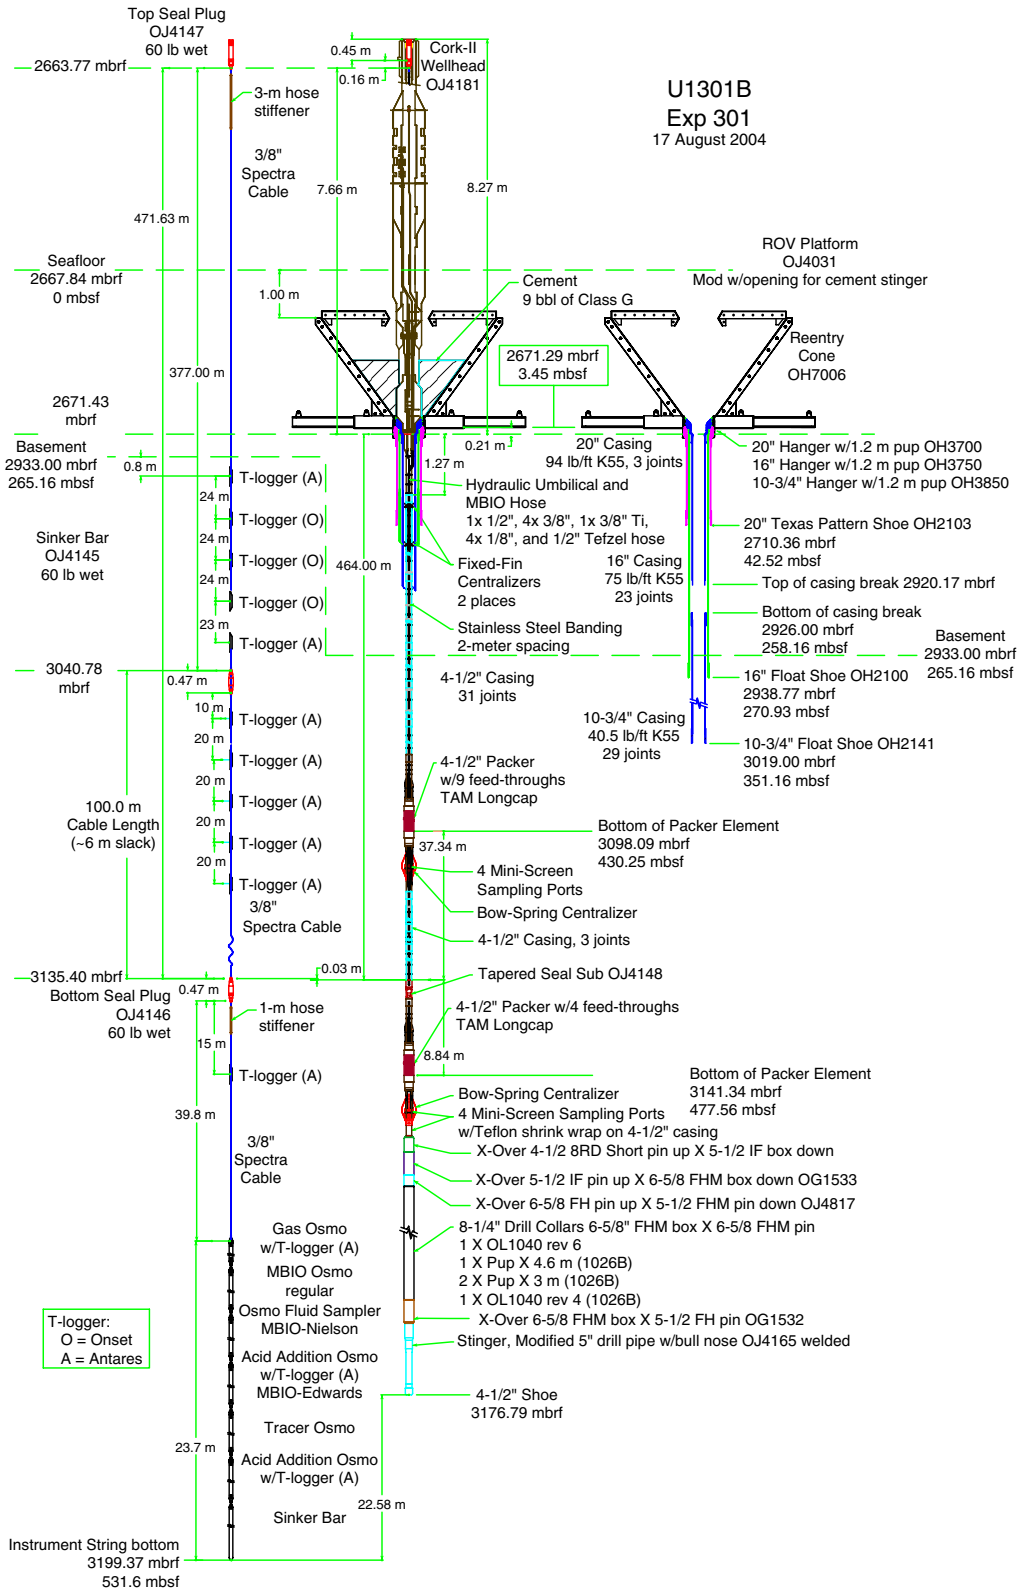 Top Seal Plug
OJ4147
60 lb wet
2663.77 mbrf
3-m hose
stiffener
3/8"
Spectra
Cable
471.63 m
Seafloor
2667.84 mbrf
0 mbsf
377.00 m
2671.43
mbrf
Basement
2933.00 mbrf
265.16 mbsf
0.8 m
T-logger (A)
24 m
T-logger (O)
24 m
T-logger (O)
24 m
T-logger (O)
23 m
T-logger (A)
Sinker Bar
OJ4145
60 lb wet
3040.78
mbrf
0.47 m
10 m
T-logger (A)
20 m
T-logger (A)
20 m
T-logger (A)
20 m
T-logger (A)
20 m
T-logger (A)
100.0 m
Cable Length
(~6 m slack)
3/8"
Spectra Cable
3135.40 mbrf
0.47 m
Bottom Seal Plug
OJ4146
60 lb wet
1-m hose
stiffener
15 m
T-logger (A)
39.8 m
3/8"
Spectra
Cable
Gas Osmo
w/T-logger (A)
MBIO Osmo
regular
Osmo Fluid Sampler
MBIO-Nielson
Acid Addition Osmo
w/T-logger (A)
MBIO-Edwards
Tracer Osmo
Acid Addition Osmo
w/T-logger (A)
Sinker Bar
T-logger:
O = Onset
A = Antares
23.7 m
Instrument String bottom
3199.37 mbrf
531.6 mbsf
0.45 m
0.16 m
Cork-II
Wellhead
OJ4181
7.66 m
8.27 m
1.00 m
Cement
9 bbl of Class G
2671.29 mbrf
3.45 mbsf
0.21 m
1.27 m
20" Casing
94 lb/ft K55, 3 joints
Hydraulic Umbilical and
MBIO Hose
1x 1/2", 4x 3/8", 1x 3/8" Ti,
4x 1/8", and 1/2" Tefzel hose
464.00 m
Fixed-Fin
Centralizers
2 places
16" Casing
75 lb/ft K55
23 joints
Stainless Steel Banding
2-meter spacing
4-1/2" Casing
31 joints
10-3/4" Casing
40.5 lb/ft K55
29 joints
4-1/2" Packer
w/9 feed-throughs
TAM Longcap
37.34 m
4 Mini-Screen
Sampling Ports
Bow-Spring Centralizer
4-1/2" Casing, 3 joints
0.03 m
Tapered Seal Sub OJ4148
4-1/2" Packer w/4 feed-throughs
TAM Longcap
8.84 m
Bow-Spring Centralizer
4 Mini-Screen Sampling Ports
w/Teflon shrink wrap on 4-1/2" casing
X-Over 4-1/2 8RD Short pin up X 5-1/2 IF box down
X-Over 5-1/2 IF pin up X 6-5/8 FHM box down OG1533
X-Over 6-5/8 FH pin up X 5-1/2 FHM pin down OJ4817
8-1/4" Drill Collars 6-5/8" FHM box X 6-5/8 FHM pin
1 X OL1040 rev 6
1 X Pup X 4.6 m (1026B)
2 X Pup X 3 m (1026B)
1 X OL1040 rev 4 (1026B)
X-Over 6-5/8 FHM box X 5-1/2 FH pin OG1532
Stinger, Modified 5" drill pipe w/bull nose OJ4165 welded
4-1/2" Shoe
3176.79 mbrf
22.58 m
U1301B
Exp 301
17 August 2004
ROV Platform
OJ4031
Mod w/opening for cement stinger
Reentry
Cone
OH7006
20" Hanger w/1.2 m pup OH3700
16" Hanger w/1.2 m pup OH3750
10-3/4" Hanger w/1.2 m pup OH3850
20" Texas Pattern Shoe OH2103
2710.36 mbrf
42.52 mbsf
Top of casing break 2920.17 mbrf
Bottom of casing break
2926.00 mbrf
258.16 mbsf
Basement
2933.00 mbrf
265.16 mbsf
16" Float Shoe OH2100
2938.77 mbrf
270.93 mbsf
10-3/4" Float Shoe OH2141
3019.00 mbrf
351.16 mbsf
Bottom of Packer Element
3098.09 mbrf
430.25 mbsf
Bottom of Packer Element
3141.34 mbrf
477.56 mbsf